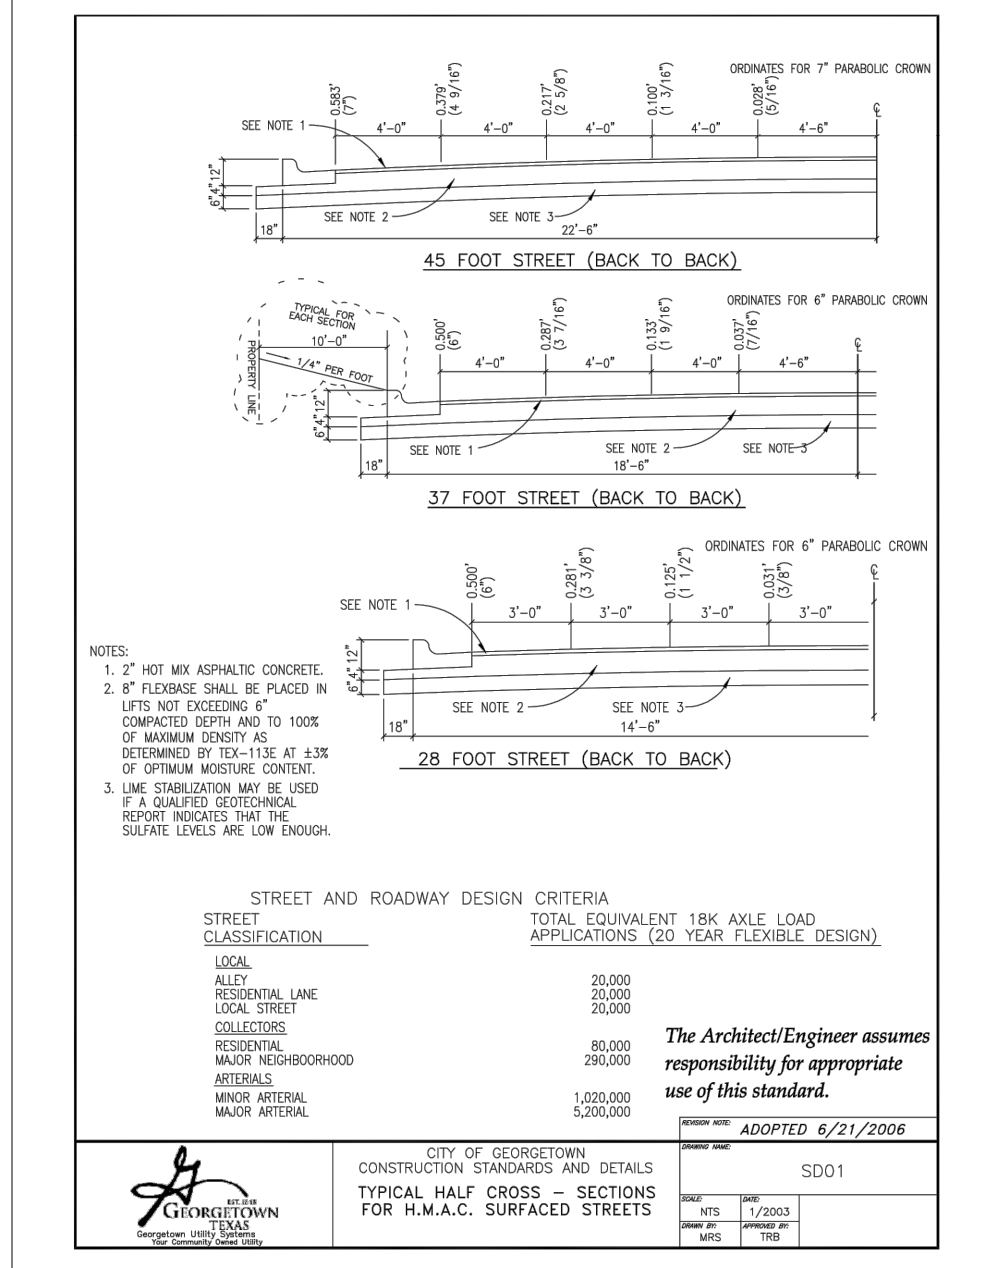 ORDINATES FOR 7" PARABOLIC CROWN
0.583' (7")
0.379' (4 9/16")
0.217' (2 5/8")
0.100' (1 3/16")
0.028' (5/16")
℄
SEE NOTE 1
4'-0" 4'-0" 4'-0" 4'-0" 4'-6"
12"
4"
6"
SEE NOTE 2
SEE NOTE 3
18"
22'-6"
45 FOOT STREET (BACK TO BACK)
ORDINATES FOR 6" PARABOLIC CROWN
TYPICAL FOR
EACH SECTION
10'-0"
PROPERTY LINE
1/4" PER FOOT
0.500' (6")
0.287' (3 7/16")
0.133' (1 9/16")
0.037' (7/16")
℄
4'-0" 4'-0" 4'-0" 4'-6"
12"
4"
6"
SEE NOTE 1
SEE NOTE 2
SEE NOTE 3
18"
18'-6"
37 FOOT STREET (BACK TO BACK)
ORDINATES FOR 6" PARABOLIC CROWN
0.500' (6")
0.281' (3 3/8")
0.125' (1 1/2")
0.031' (3/8")
℄
SEE NOTE 1
3'-0" 3'-0" 3'-0" 3'-0"
12"
4"
6"
SEE NOTE 2
SEE NOTE 3
18"
14'-6"
28 FOOT STREET (BACK TO BACK)
NOTES:
1. 2" HOT MIX ASPHALTIC CONCRETE.
2. 8" FLEXBASE SHALL BE PLACED IN
LIFTS NOT EXCEEDING 6"
COMPACTED DEPTH AND TO 100%
OF MAXIMUM DENSITY AS
DETERMINED BY TEX-113E AT ±3%
OF OPTIMUM MOISTURE CONTENT.
3. LIME STABILIZATION MAY BE USED
IF A QUALIFIED GEOTECHNICAL
REPORT INDICATES THAT THE
SULFATE LEVELS ARE LOW ENOUGH.
STREET AND ROADWAY DESIGN CRITERIA
STREET CLASSIFICATION
TOTAL EQUIVALENT 18K AXLE LOAD
APPLICATIONS (20 YEAR FLEXIBLE DESIGN)
LOCAL
ALLEY 20,000
RESIDENTIAL LANE 20,000
LOCAL STREET 20,000
COLLECTORS
RESIDENTIAL 80,000
MAJOR NEIGHBOORHOOD 290,000
ARTERIALS
MINOR ARTERIAL 1,020,000
MAJOR ARTERIAL 5,200,000
The Architect/Engineer assumes
responsibility for appropriate
use of this standard.
REVISION NOTE: ADOPTED 6/21/2006
EST. 1848
GEORGETOWN
TEXAS
Georgetown Utility Systems
Your Community Owned Utility
CITY OF GEORGETOWN
CONSTRUCTION STANDARDS AND DETAILS
TYPICAL HALF CROSS - SECTIONS
FOR H.M.A.C. SURFACED STREETS
DRAWING NAME:
SD01
SCALE: NTS
DATE: 1/2003
DRAWN BY: MRS
APPROVED BY: TRB